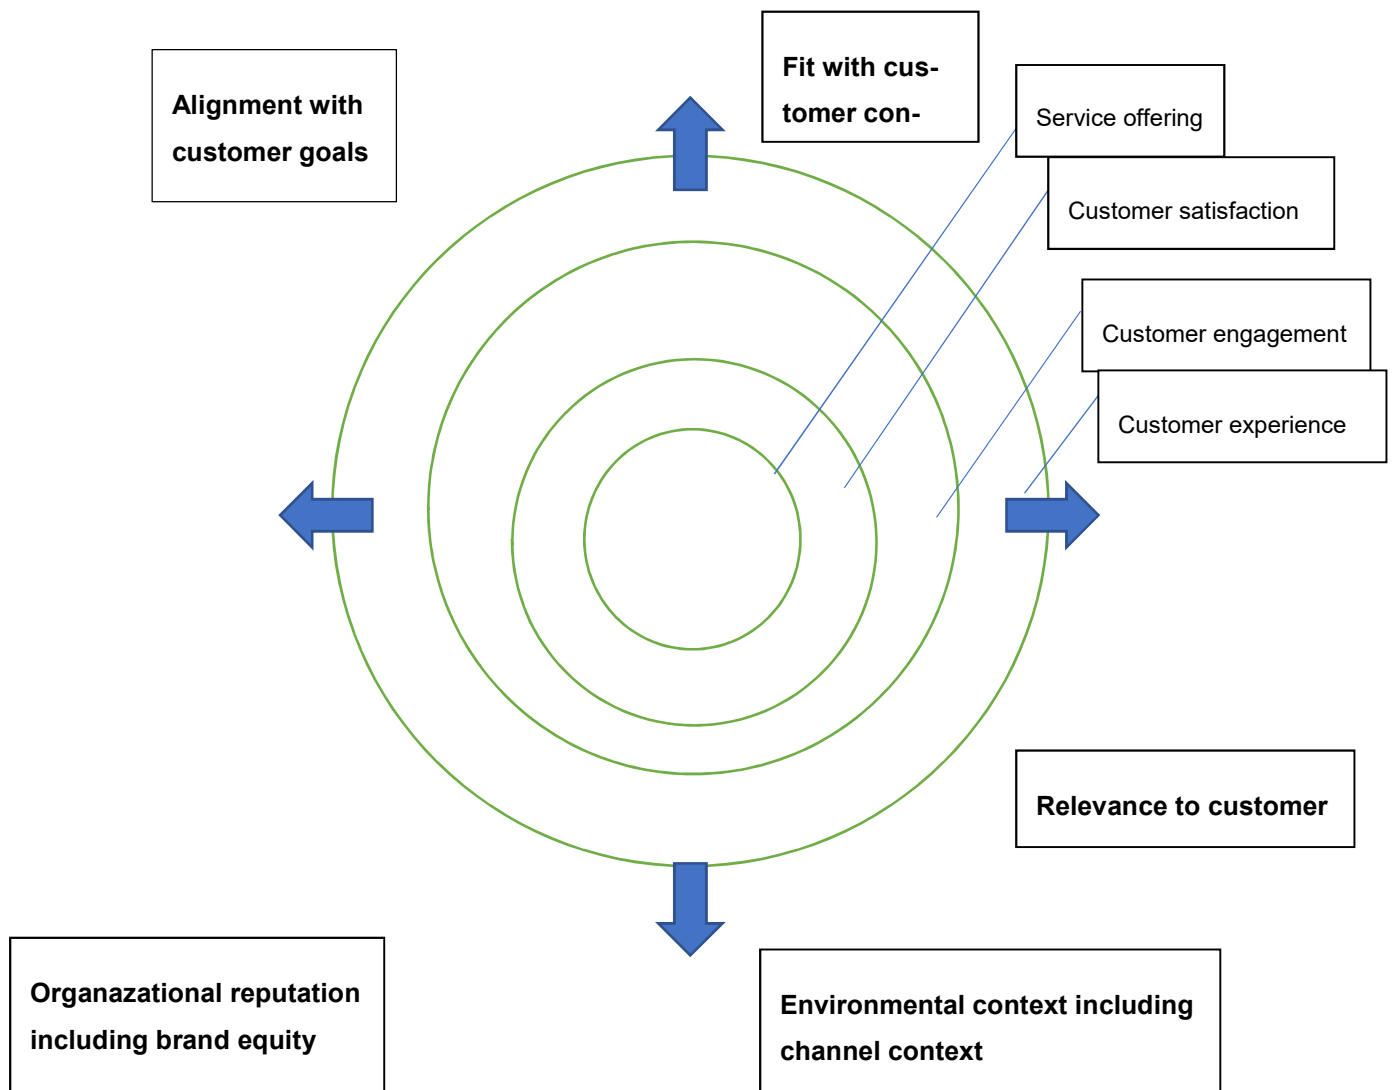 Alignment with
customer goals
Fit with cus-
tomer con-
Service offering
Customer satisfaction
Customer engagement
Customer experience
Relevance to customer
Organazational reputation
including brand equity
Environmental context including
channel context